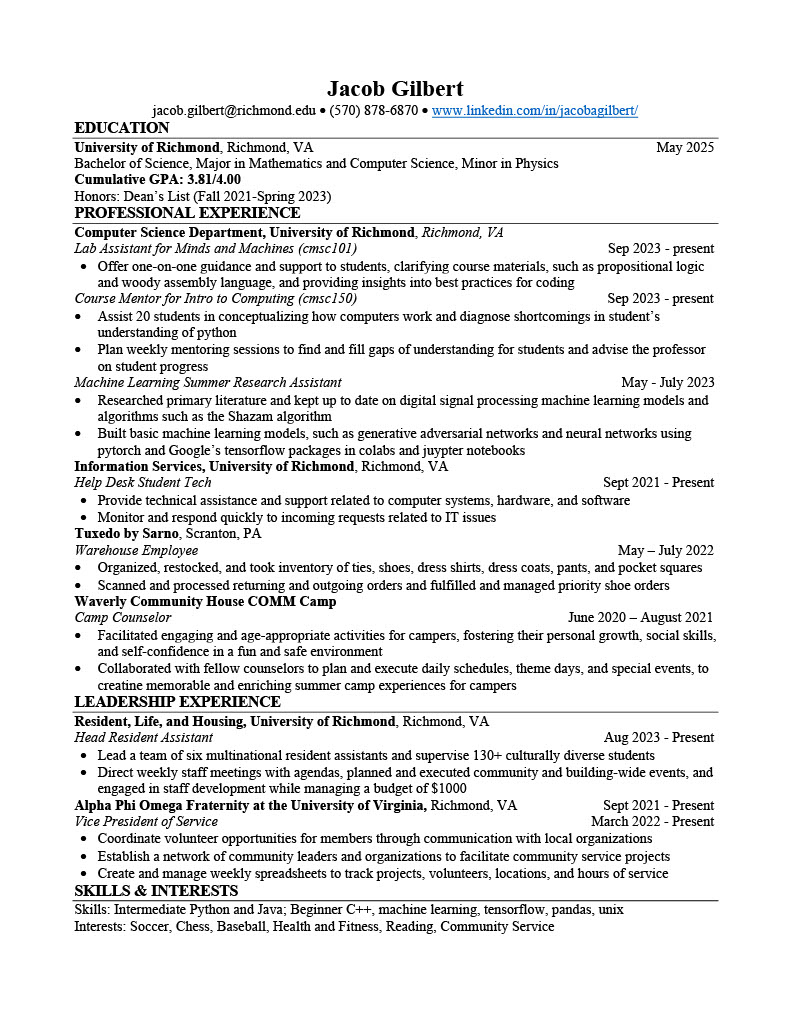 Jacob Gilbert
jacob.gilbert@richmond.edu • (570) 878-6870 • www.linkedin.com/in/jacobagilbert/
EDUCATION
University of Richmond, Richmond, VA May 2025
Bachelor of Science, Major in Mathematics and Computer Science, Minor in Physics
Cumulative GPA: 3.81/4.00
Honors: Dean's List (Fall 2021-Spring 2023)
PROFESSIONAL EXPERIENCE
Computer Science Department, University of Richmond, Richmond, VA
Lab Assistant for Minds and Machines (cmsc101) Sep 2023 - present
• Offer one-on-one guidance and support to students, clarifying course materials, such as propositional logic
and woody assembly language, and providing insights into best practices for coding
Course Mentor for Intro to Computing (cmsc150) Sep 2023 - present
• Assist 20 students in conceptualizing how computers work and diagnose shortcomings in student's
understanding of python
• Plan weekly mentoring sessions to find and fill gaps of understanding for students and advise the professor
on student progress
Machine Learning Summer Research Assistant May - July 2023
• Researched primary literature and kept up to date on digital signal processing machine learning models and
algorithms such as the Shazam algorithm
• Built basic machine learning models, such as generative adversarial networks and neural networks using
pytorch and Google's tensorflow packages in colabs and juypter notebooks
Information Services, University of Richmond, Richmond, VA
Help Desk Student Tech Sept 2021 - Present
• Provide technical assistance and support related to computer systems, hardware, and software
• Monitor and respond quickly to incoming requests related to IT issues
Tuxedo by Sarno, Scranton, PA
Warehouse Employee May – July 2022
• Organized, restocked, and took inventory of ties, shoes, dress shirts, dress coats, pants, and pocket squares
• Scanned and processed returning and outgoing orders and fulfilled and managed priority shoe orders
Waverly Community House COMM Camp
Camp Counselor June 2020 – August 2021
• Facilitated engaging and age-appropriate activities for campers, fostering their personal growth, social skills,
and self-confidence in a fun and safe environment
• Collaborated with fellow counselors to plan and execute daily schedules, theme days, and special events, to
creatine memorable and enriching summer camp experiences for campers
LEADERSHIP EXPERIENCE
Resident, Life, and Housing, University of Richmond, Richmond, VA
Head Resident Assistant Aug 2023 - Present
• Lead a team of six multinational resident assistants and supervise 130+ culturally diverse students
• Direct weekly staff meetings with agendas, planned and executed community and building-wide events, and
engaged in staff development while managing a budget of $1000
Alpha Phi Omega Fraternity at the University of Virginia, Richmond, VA Sept 2021 - Present
Vice President of Service March 2022 - Present
• Coordinate volunteer opportunities for members through communication with local organizations
• Establish a network of community leaders and organizations to facilitate community service projects
• Create and manage weekly spreadsheets to track projects, volunteers, locations, and hours of service
SKILLS & INTERESTS
Skills: Intermediate Python and Java; Beginner C++, machine learning, tensorflow, pandas, unix
Interests: Soccer, Chess, Baseball, Health and Fitness, Reading, Community Service